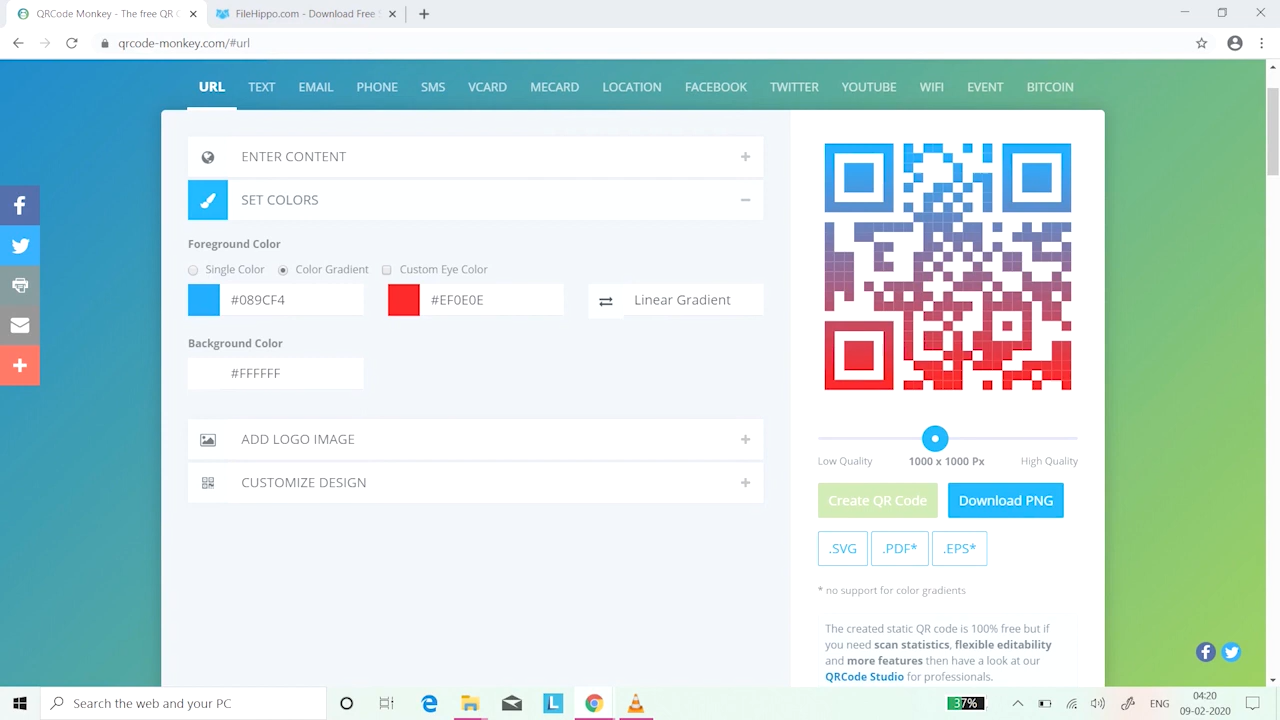 QRCode Monkey - The free QR C
FileHippo.com - Download Free S
qrcode-monkey.com/#url
URL TEXT EMAIL PHONE SMS VCARD MECARD LOCATION FACEBOOK TWITTER YOUTUBE WIFI EVENT BITCOIN
ENTER CONTENT
SET COLORS
Foreground Color
Single Color Color Gradient Custom Eye Color
#089CF4 #EF0E0E Linear Gradient
Background Color
#FFFFFF
ADD LOGO IMAGE
CUSTOMIZE DESIGN
Low Quality 1000 x 1000 Px High Quality
Create QR Code Download PNG
.SVG .PDF* .EPS*
* no support for color gradients
The created static QR code is 100% free but if
you need scan statistics, flexible editability
and more features then have a look at our
QRCode Studio for professionals.
Search the web and your PC
37%
ENG
04:20
09-02-2020